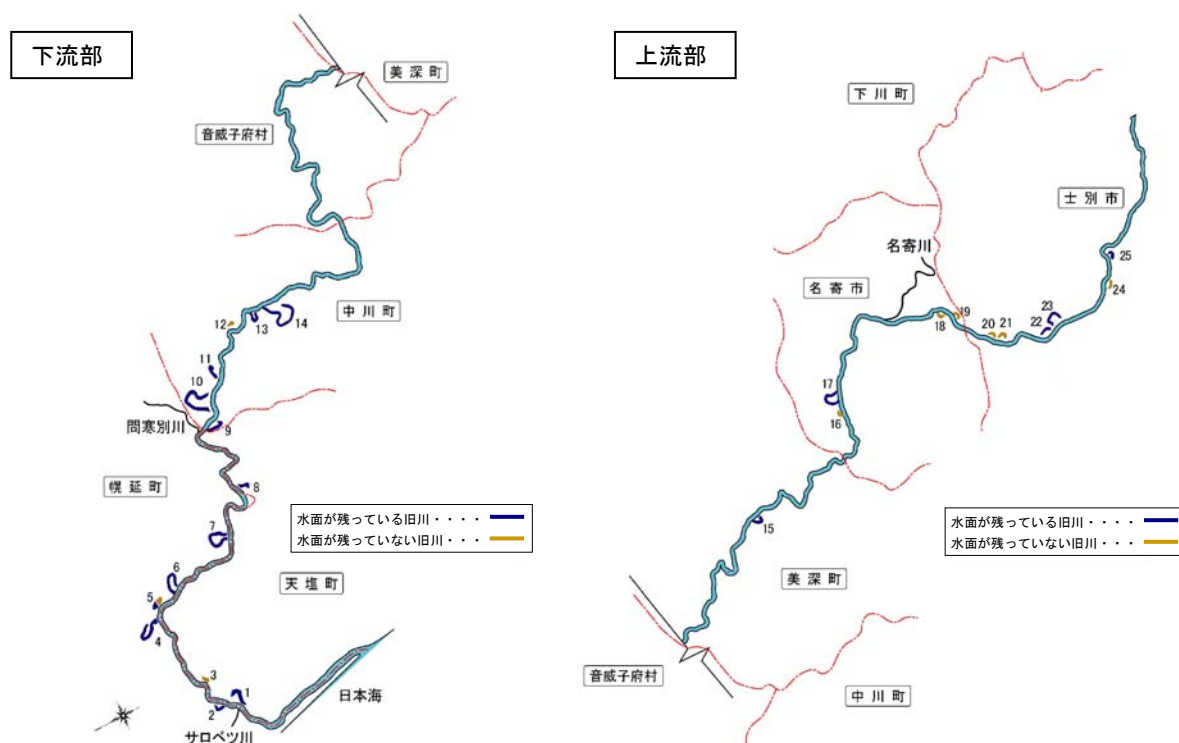 下流部
美深町
音威子府村
中川町
14
13
12
11
10
9
問寒別川
8
幌延町
7
水面が残っている旧川・・・・
水面が残っていない旧川・・・
天塩町
6
5
4
3
1
2
日本海
サロベツ川
上流部
下川町
士別市
名寄川
25
名寄市
24
23
22
21
20
19
18
17
16
水面が残っている旧川・・・・
水面が残っていない旧川・・・
15
美深町
音威子府村
中川町